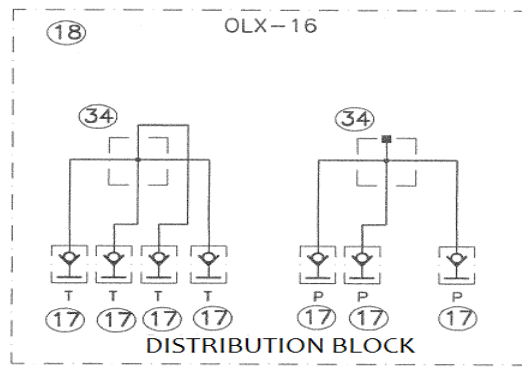 18 OLX-16
34 34
T T T T P P P
17 17 17 17 17 17 17
DISTRIBUTION BLOCK